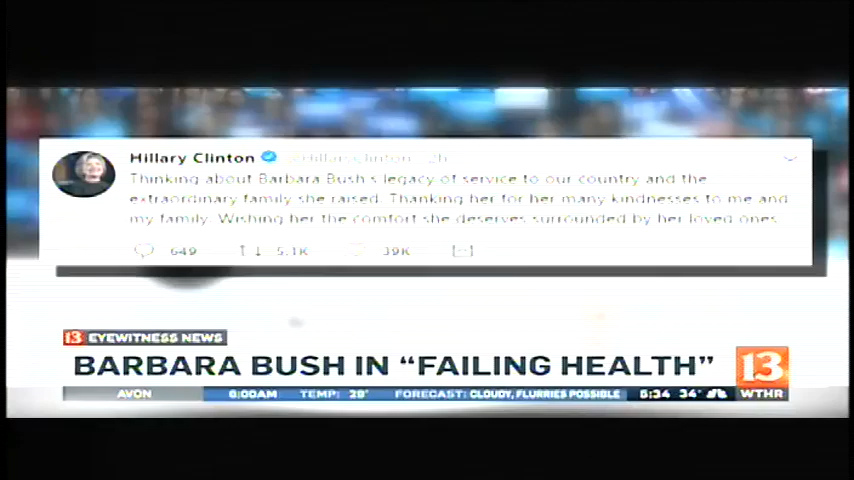 Hillary Clinton @HillaryClinton · 2h
Thinking about Barbara Bush's legacy of service to our country and the
extraordinary family she raised. Thanking her for her many kindnesses to me and
my family. Wishing her the comfort she deserves surrounded by her loved ones.
649 5.1K 39K
13 EYEWITNESS NEWS
BARBARA BUSH IN “FAILING HEALTH”
13
AVON 6:00AM TEMP: 29° FORECAST: CLOUDY, FLURRIES POSSIBLE 5:34 34° WTHR